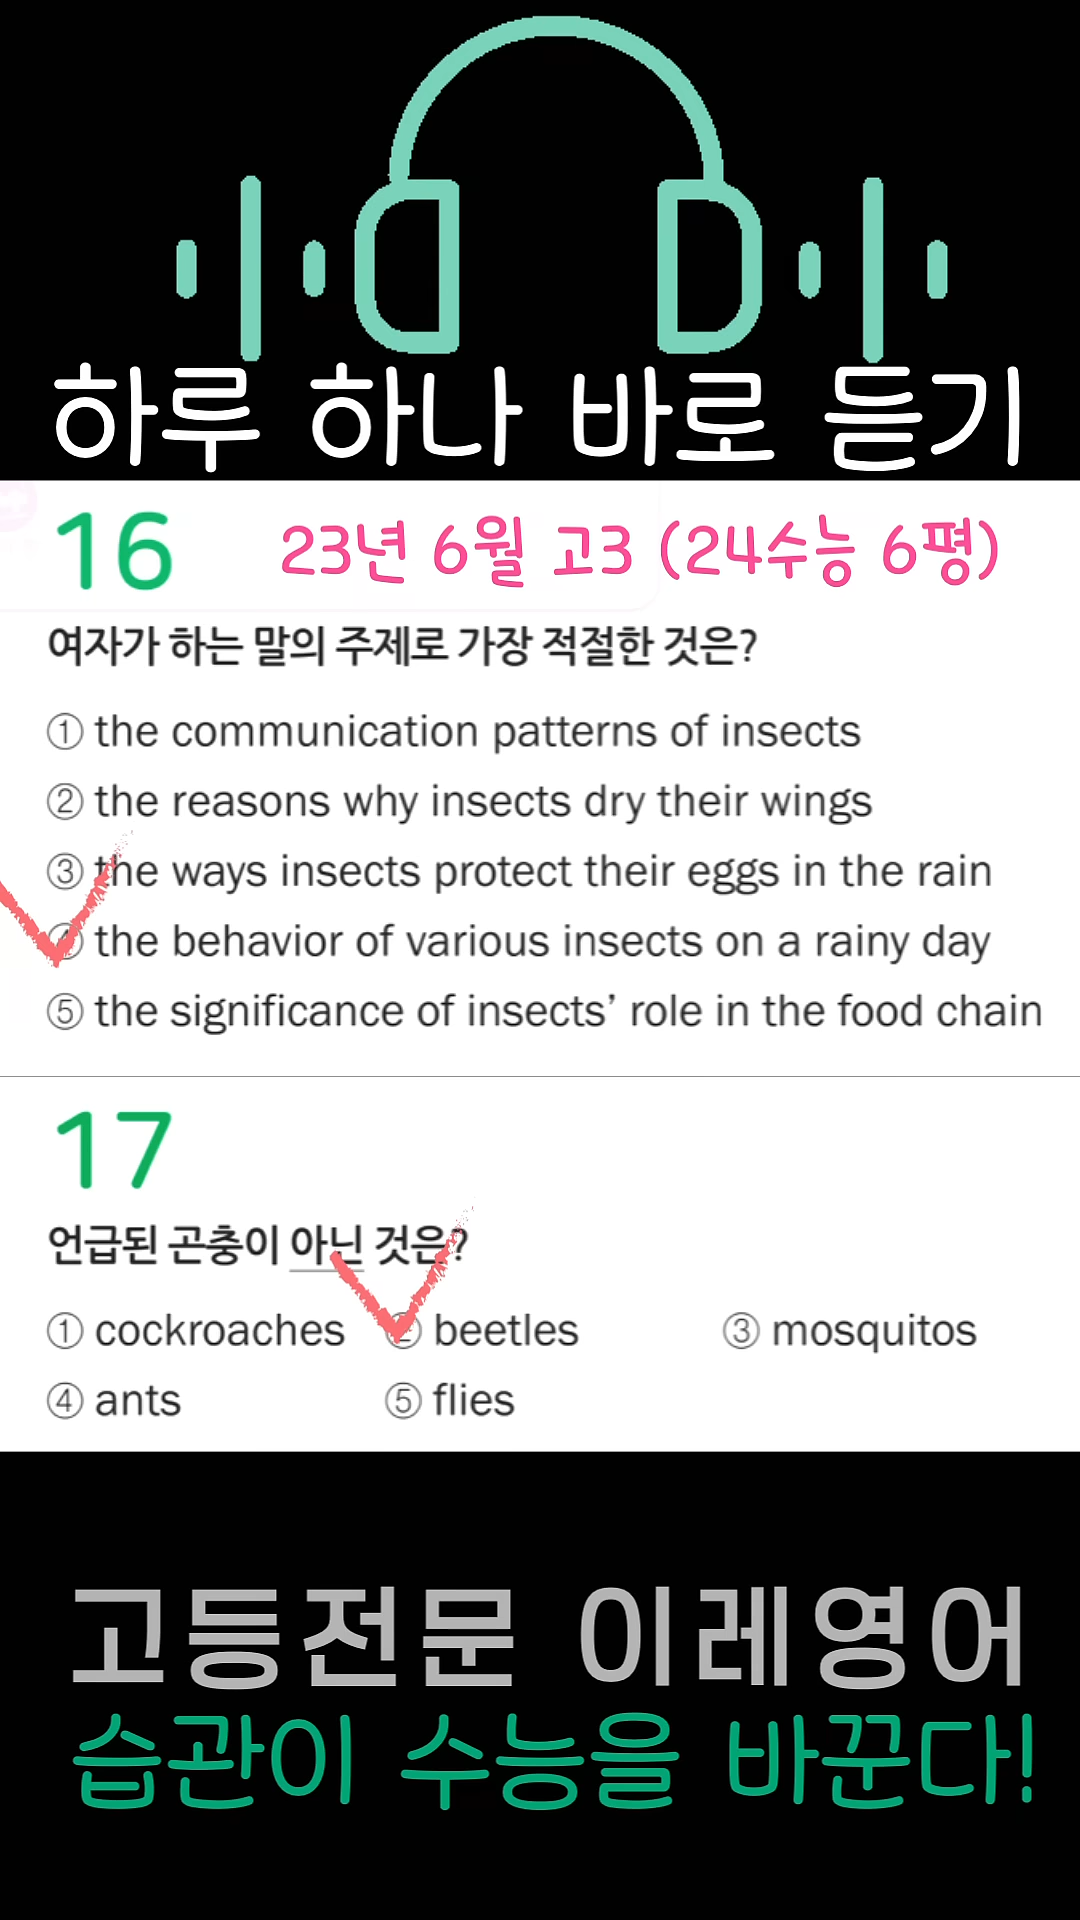 하루 하나 바로 듣기
16 23년 6월 고3 (24수능 6평)
여자가 하는 말의 주제로 가장 적절한 것은?
① the communication patterns of insects
② the reasons why insects dry their wings
③ the ways insects protect their eggs in the rain
④ the behavior of various insects on a rainy day
⑤ the significance of insects’ role in the food chain
17
언급된 곤충이 아닌 것은?
① cockroaches ② beetles ③ mosquitos
④ ants ⑤ flies
고등전문 이레영어
습관이 수능을 바꾼다!